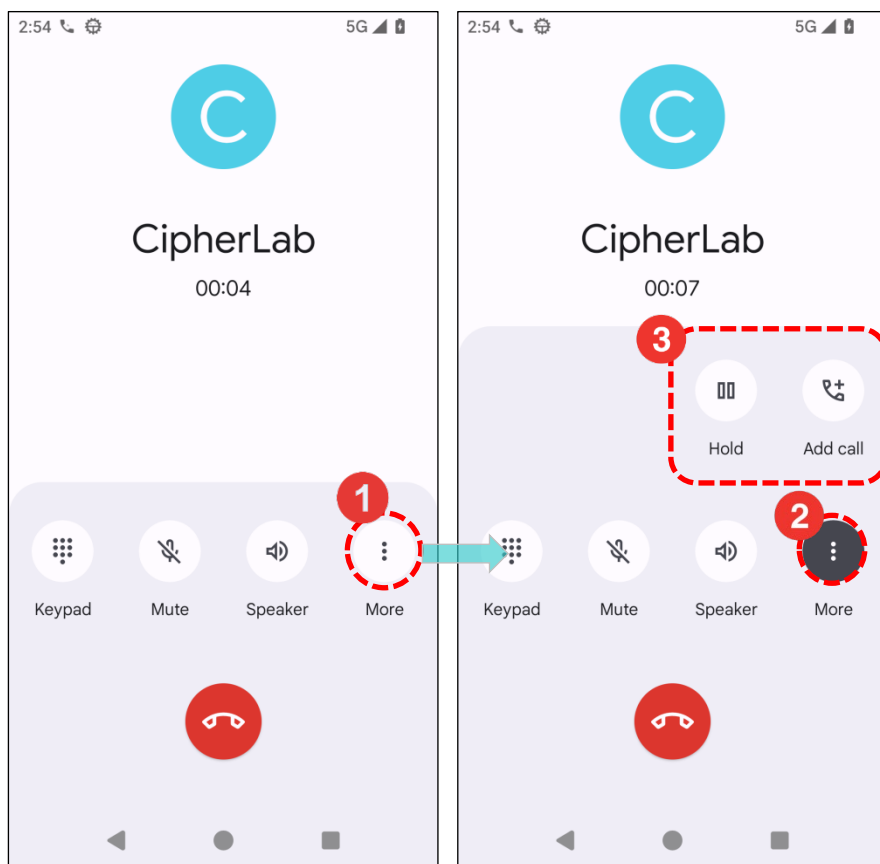 2:54 5G
C
CipherLab
00:04
1
Keypad Mute Speaker More
2:54 5G
C
CipherLab
00:07
3
Hold Add call
2
Keypad Mute Speaker More